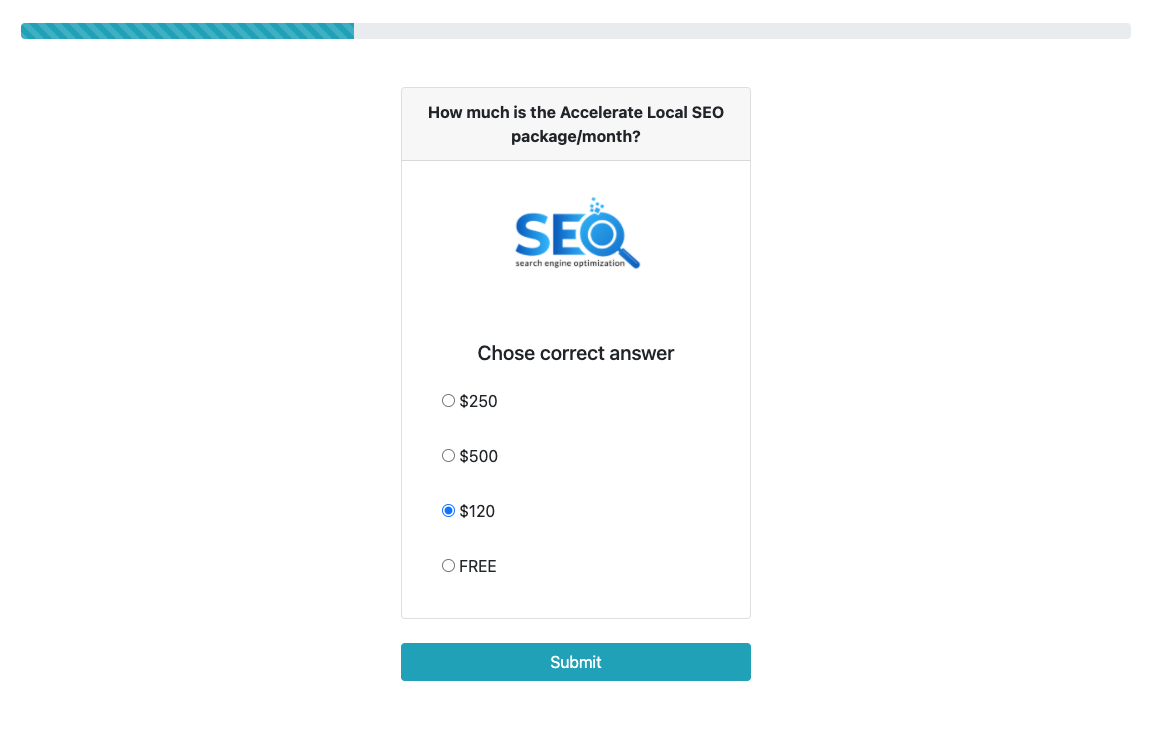 How much is the Accelerate Local SEO
package/month?
SEO
search engine optimization
Chose correct answer
$250
$500
$120
FREE
Submit